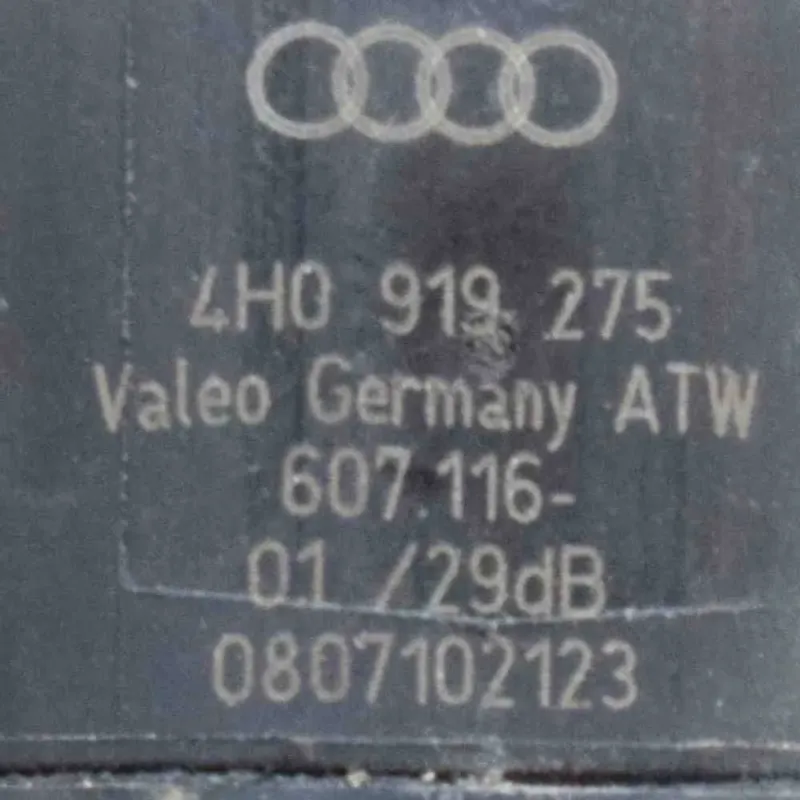 4H0 919 275
Valeo Germany ATW
607.116-
01 /29dB
0807102123